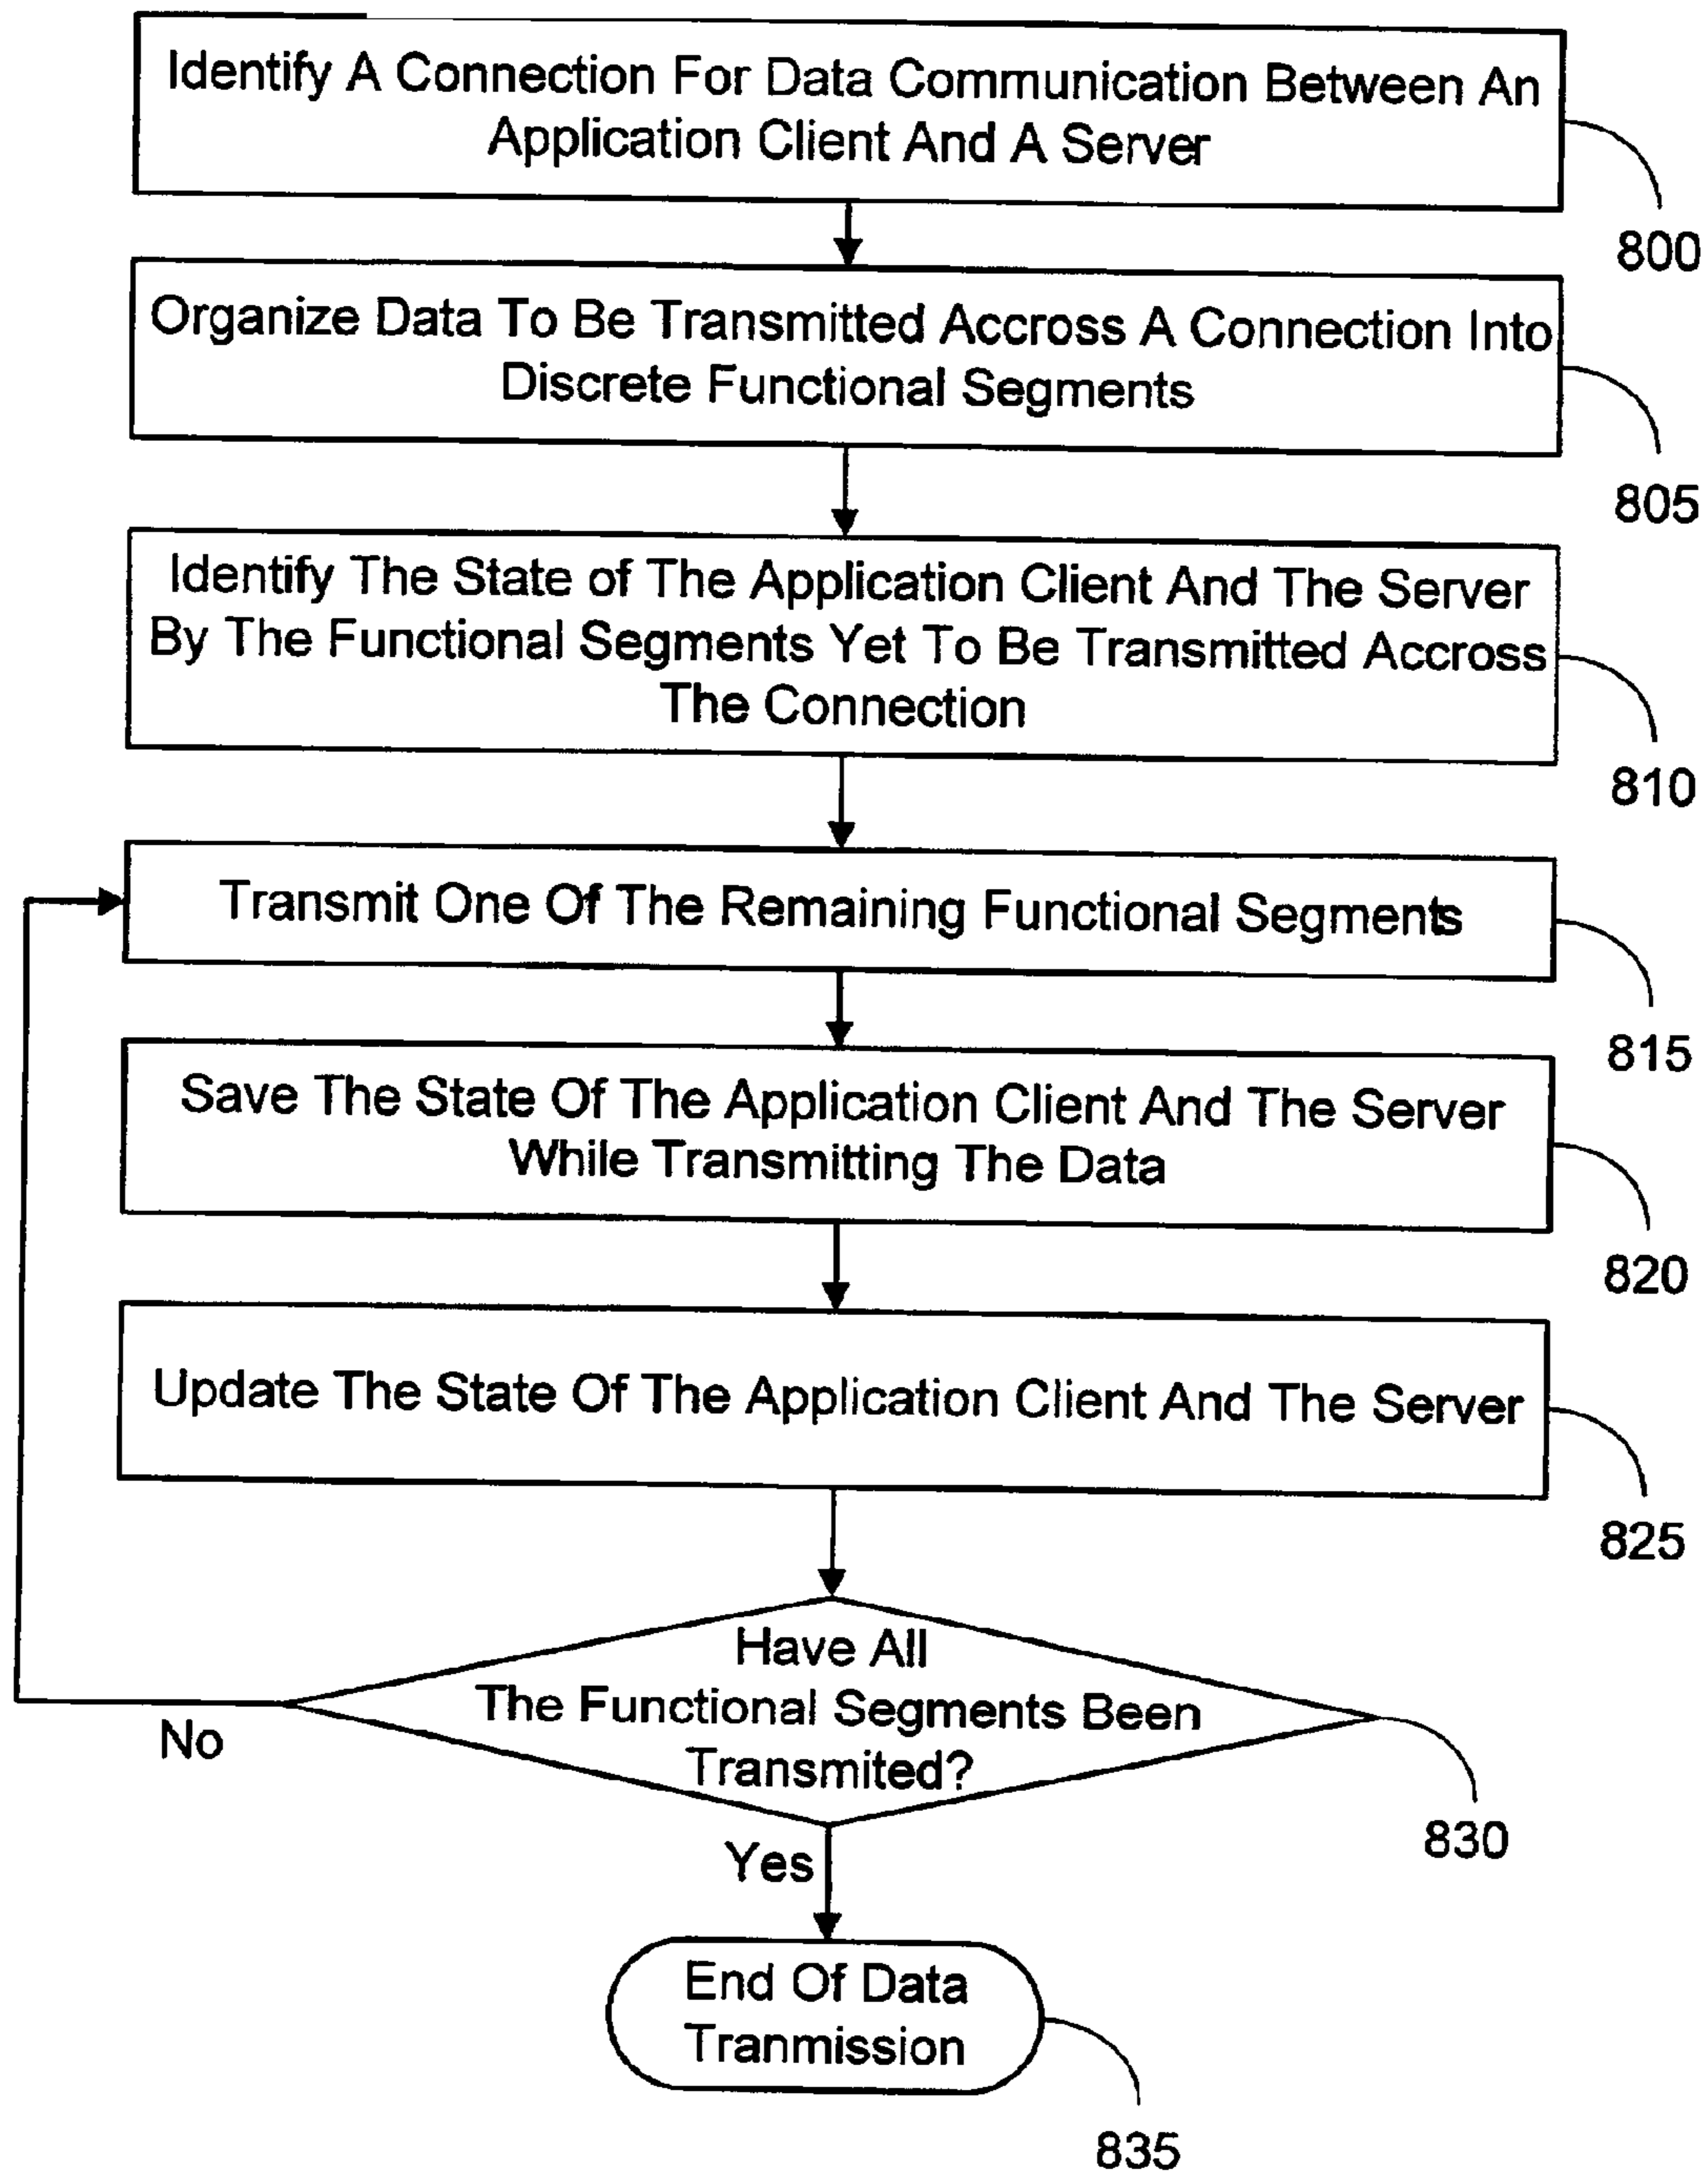 Identify A Connection For Data Communication Between An
Application Client And A Server
800
Organize Data To Be Transmitted Accross A Connection Into
Discrete Functional Segments
805
Identify The State of The Application Client And The Server
By The Functional Segments Yet To Be Transmitted Accross
The Connection
810
Transmit One Of The Remaining Functional Segments
815
Save The State Of The Application Client And The Server
While Transmitting The Data
820
Update The State Of The Application Client And The Server
825
Have All
The Functional Segments Been
Transmited?
No
830
Yes
End Of Data
Tranmission
835